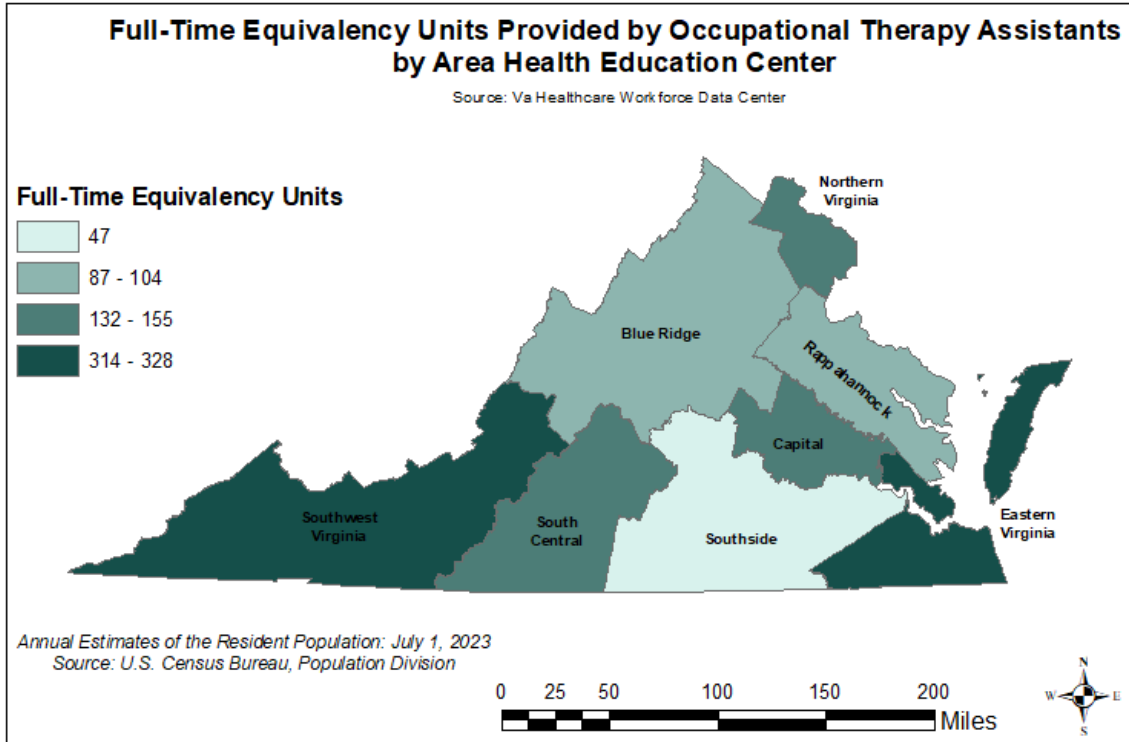 Full-Time Equivalency Units Provided by Occupational Therapy Assistants
by Area Health Education Center
Source: Va Healthcare Workforce Data Center
Full-Time Equivalency Units
47
87 - 104
132 - 155
314 - 328
Northern
Virginia
Blue Ridge
Rappahannock
Capital
Southwest
Virginia
South
Central
Southside
Eastern
Virginia
Annual Estimates of the Resident Population: July 1, 2023
Source: U.S. Census Bureau, Population Division
0 25 50 100 150 200
Miles
N
W E
S